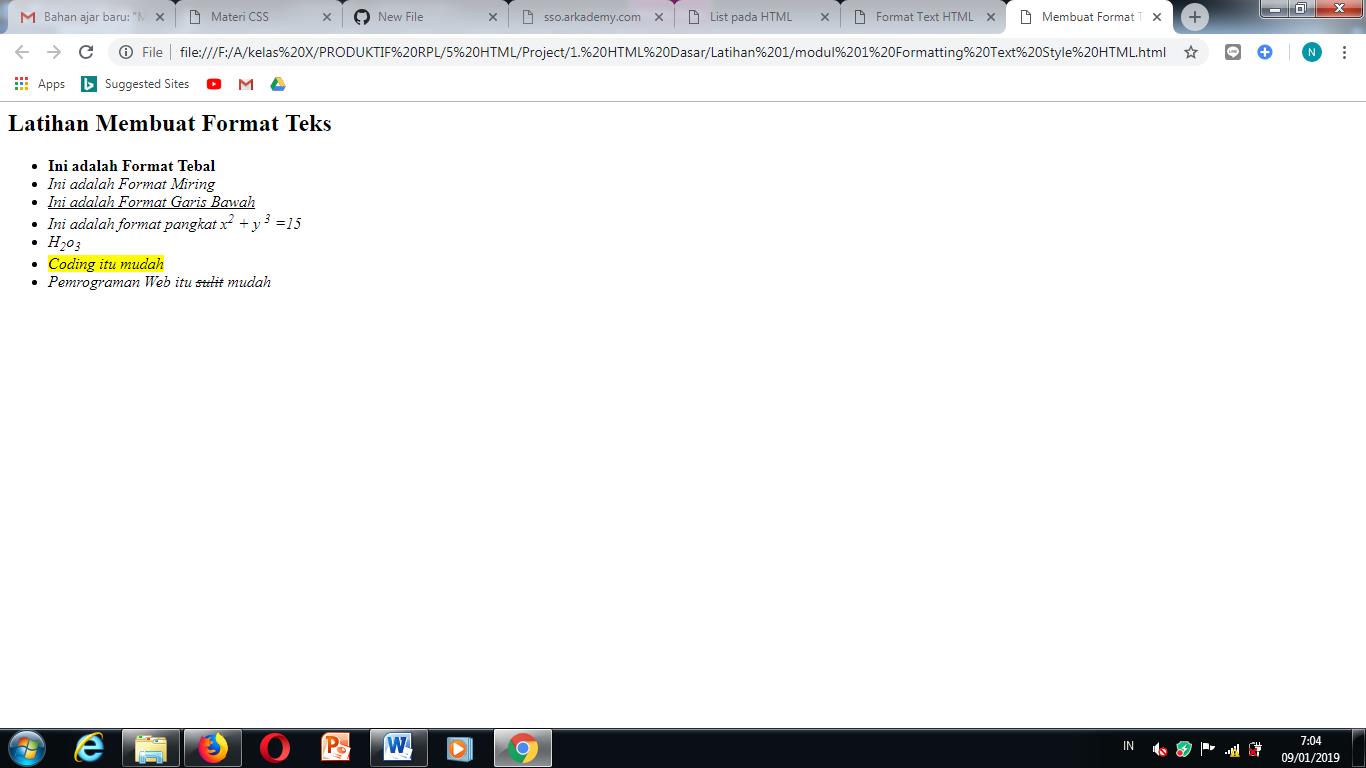 Bahan ajar baru: "M
Materi CSS
New File
sso.arkademy.com
List pada HTML
Format Text HTML
Membuat Format T
File
file:///F:/A/kelas%20X/PRODUKTIF%20RPL/5%20HTML/Project/1.%20HTML%20Dasar/Latihan%201/modul%201%20Formatting%20Text%20Style%20HTML.html
N
Apps
Suggested Sites
Latihan Membuat Format Teks
• Ini adalah Format Tebal
• Ini adalah Format Miring
• Ini adalah Format Garis Bawah
• Ini adalah format pangkat x² + y ³ =15
• H₂o₃
• Coding itu mudah
• Pemrograman Web itu sulit mudah
IN
7:04
09/01/2019